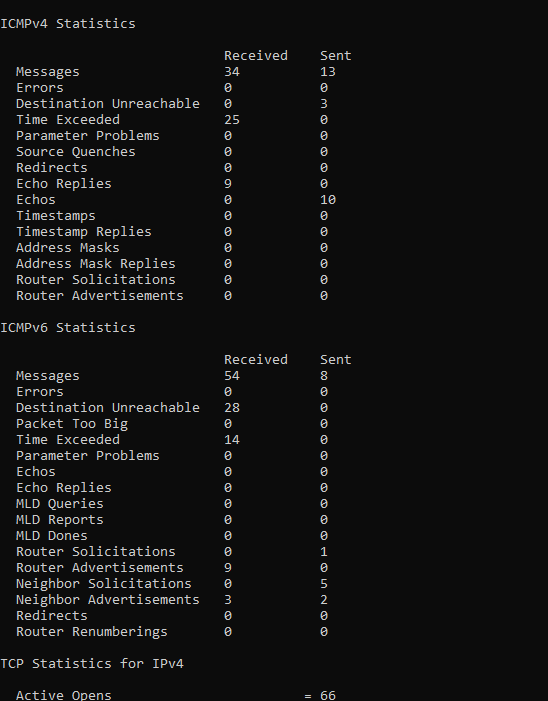 ICMPv4 Statistics
Received Sent
Messages 34 13
Errors 0 0
Destination Unreachable 0 3
Time Exceeded 25 0
Parameter Problems 0 0
Source Quenches 0 0
Redirects 0 0
Echo Replies 9 0
Echos 0 10
Timestamps 0 0
Timestamp Replies 0 0
Address Masks 0 0
Address Mask Replies 0 0
Router Solicitations 0 0
Router Advertisements 0 0
ICMPv6 Statistics
Received Sent
Messages 54 8
Errors 0 0
Destination Unreachable 28 0
Packet Too Big 0 0
Time Exceeded 14 0
Parameter Problems 0 0
Echos 0 0
Echo Replies 0 0
MLD Queries 0 0
MLD Reports 0 0
MLD Dones 0 0
Router Solicitations 0 1
Router Advertisements 9 0
Neighbor Solicitations 0 5
Neighbor Advertisements 3 2
Redirects 0 0
Router Renumberings 0 0
TCP Statistics for IPv4
Active Opens = 66